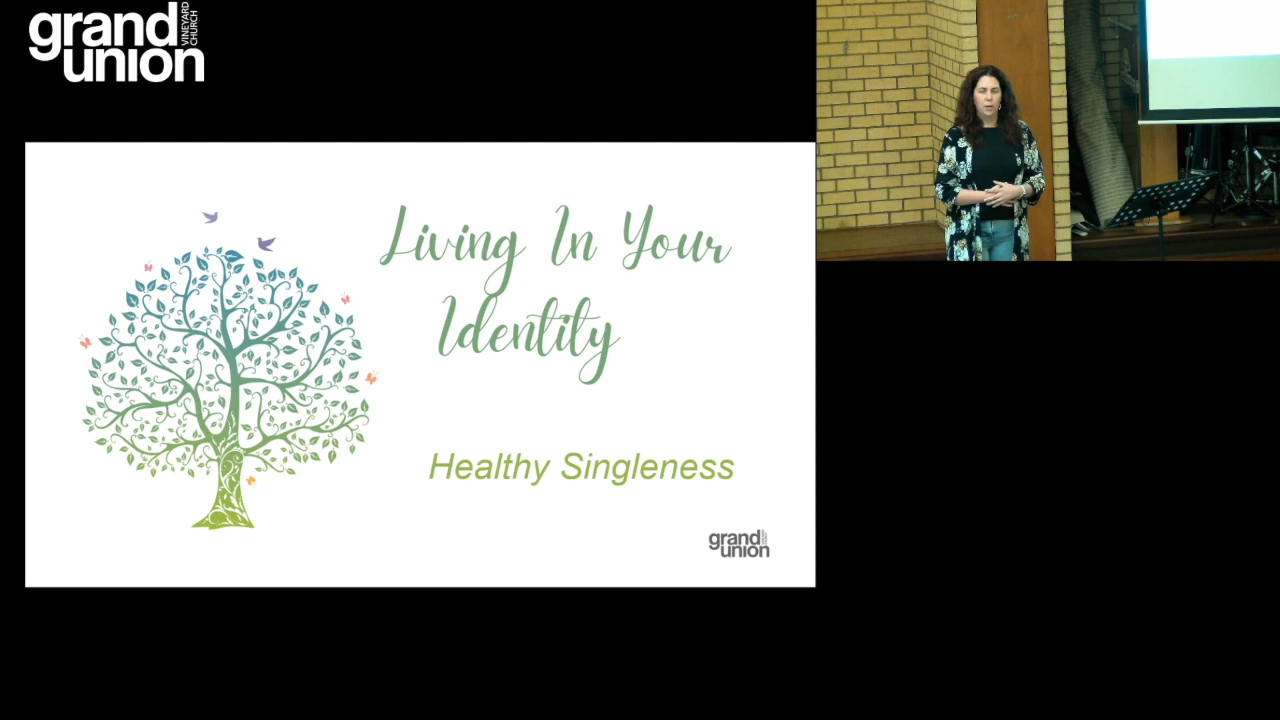 grand
union
VINEYARD
CHURCH
Living In Your
Identity
Healthy Singleness
grand
union